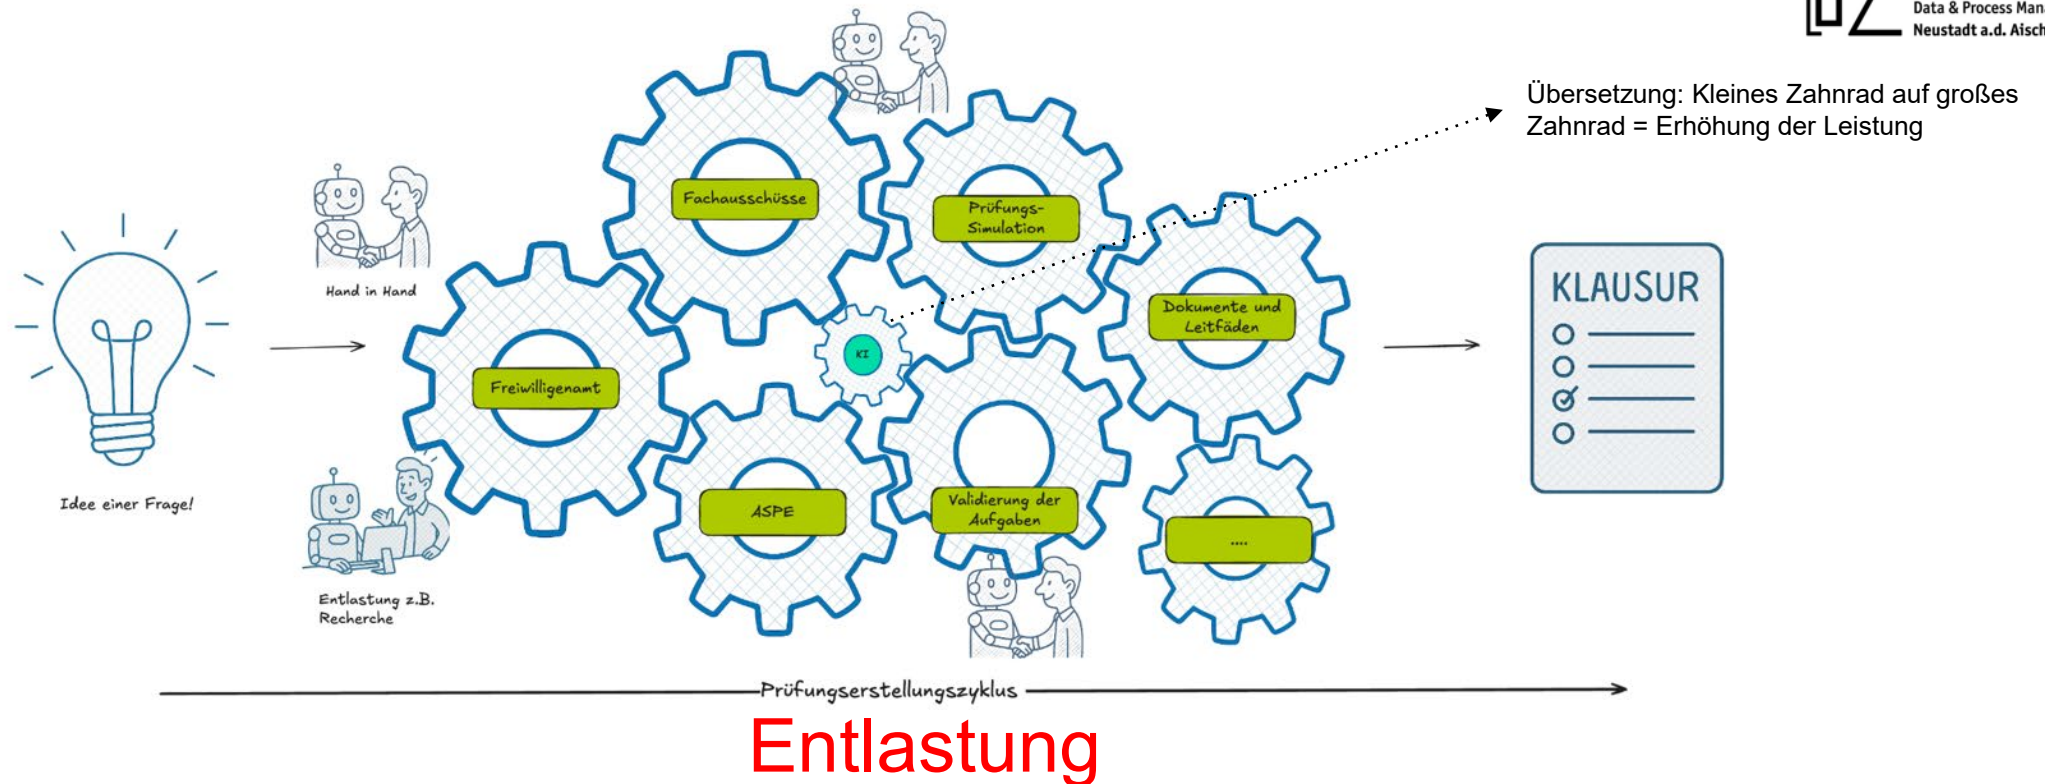 Data & Process Man
Neustadt a.d. Aisch
Übersetzung: Kleines Zahnrad auf großes
Zahnrad = Erhöhung der Leistung
Fachausschüsse
Prüfungs-
Simulation
Hand in Hand
Dokumente und
Leitfäden
KLAUSUR
KI
Freiwilligenamt
Idee einer Frage!
ASPE
Validierung der
Aufgaben
....
Entlastung z.B.
Recherche
Prüfungserstellungszyklus
Entlastung